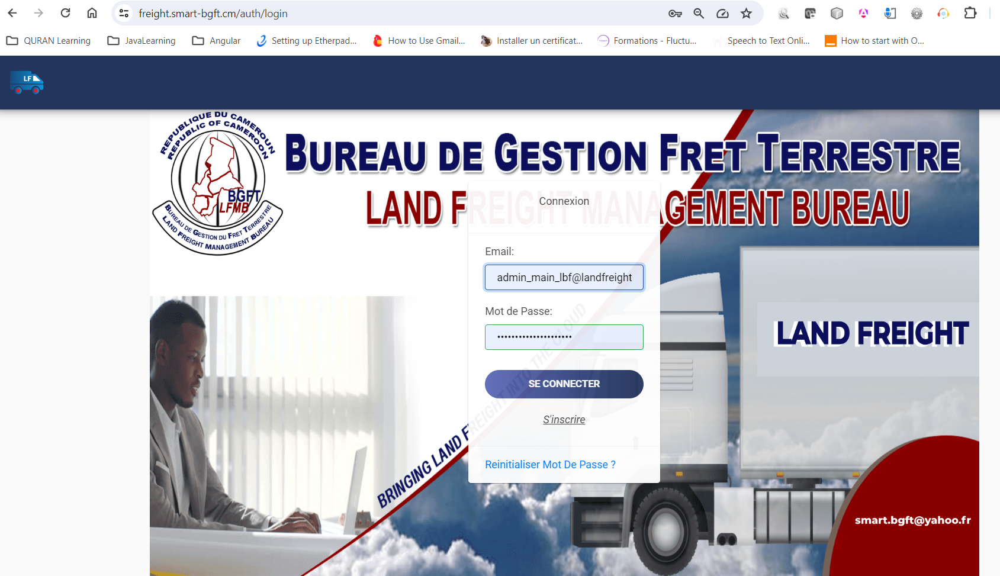 freight.smart-bgft.cm/auth/login
QURAN Learning
JavaLearning
Angular
Setting up Etherpad...
How to Use Gmail...
Installer un certificat...
Formations - Fluctu...
Speech to Text Onli...
How to start with O...
LF
REPUBLIQUE DU CAMEROUN
REPUBLIC OF CAMEROON
BGFT
LFMB
BUREAU DE GESTION DU FRET TERRESTRE
LAND FREIGHT MANAGEMENT BUREAU
BUREAU DE GESTION FRET TERRESTRE
LAND FREIGHT MANAGEMENT BUREAU
Connexion
Email:
admin_main_lbf@landfreight
Mot de Passe:
SE CONNECTER
S'inscrire
Reinitialiser Mot De Passe ?
BRINGING LAND FREIGHT INTO THE CLOUD
LAND FREIGHT
smart.bgft@yahoo.fr